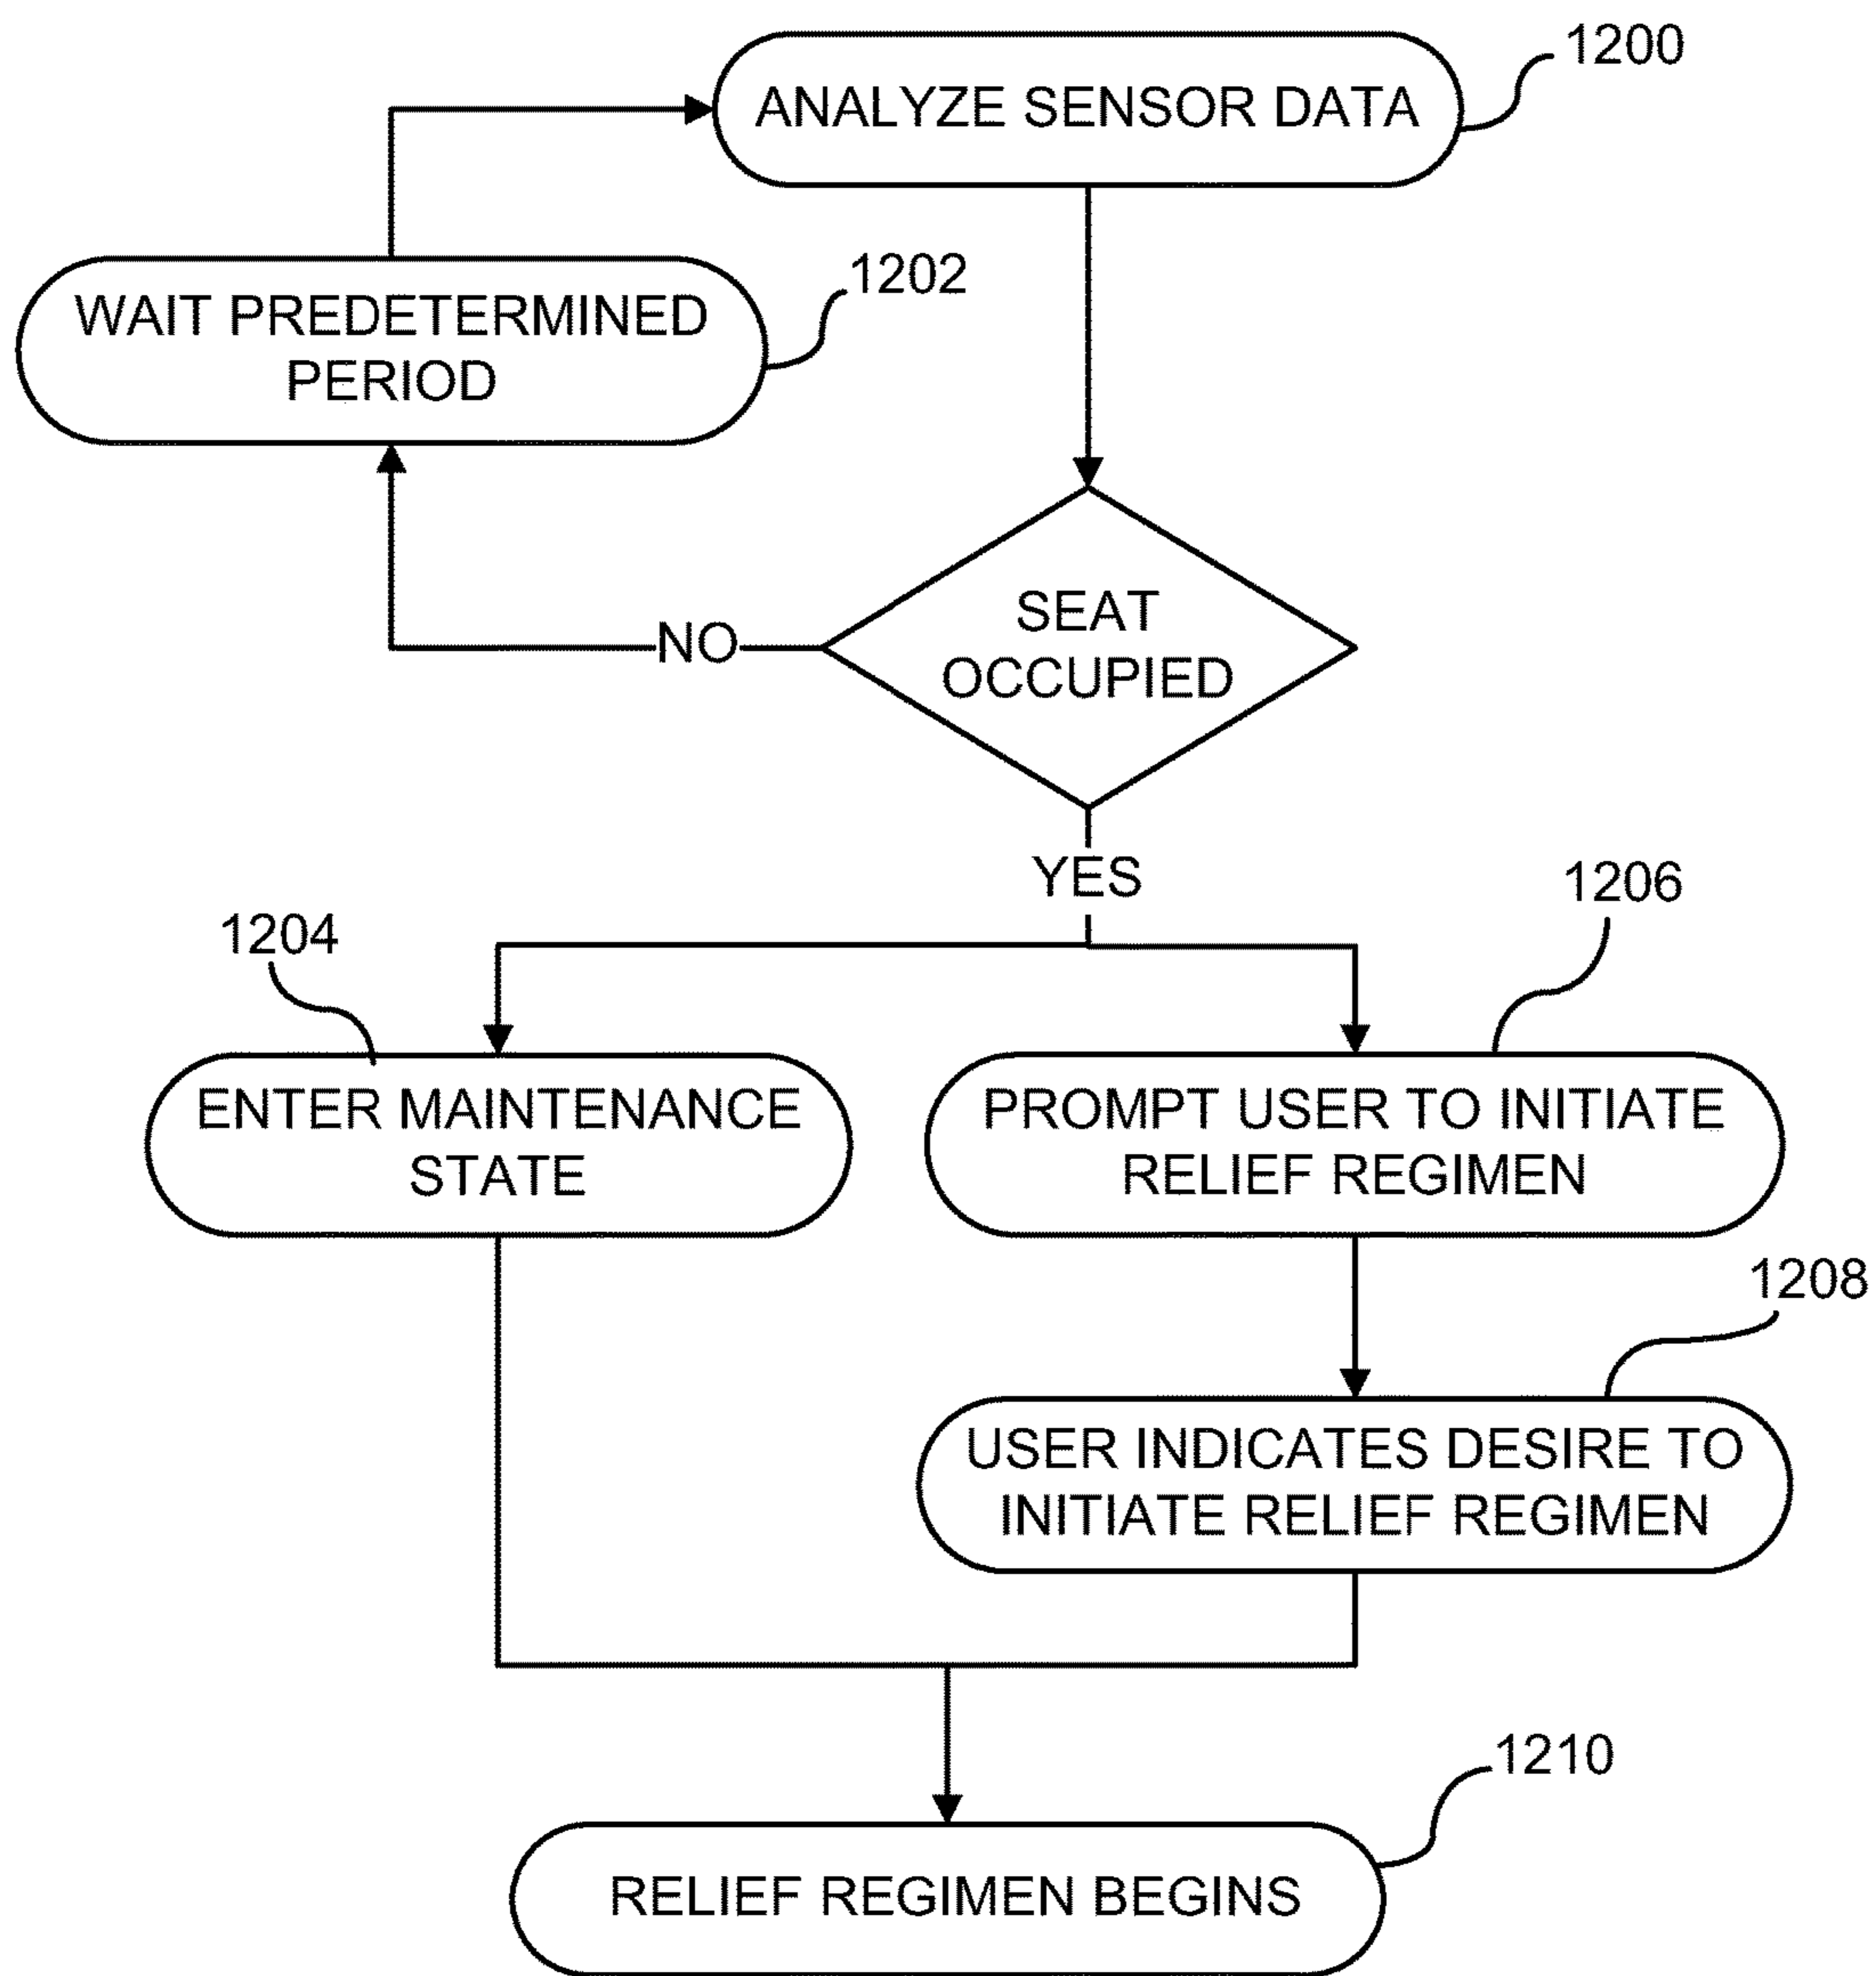 1200
ANALYZE SENSOR DATA
1202
WAIT PREDETERMINED
PERIOD
SEAT
OCCUPIED
NO
YES
1204
1206
ENTER MAINTENANCE
STATE
PROMPT USER TO INITIATE
RELIEF REGIMEN
1208
USER INDICATES DESIRE TO
INITIATE RELIEF REGIMEN
1210
RELIEF REGIMEN BEGINS